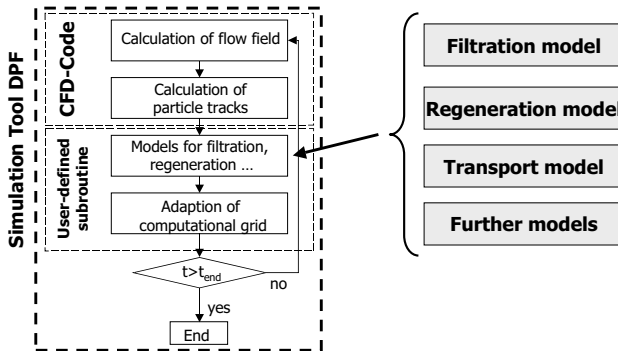 Simulation Tool DPF
CFD-Code
Calculation of flow field
Calculation of
particle tracks
User-defined
subroutine
Models for filtration,
regeneration ...
Adaption of
computational grid
t>tend
no
yes
End
Filtration model
Regeneration model
Transport model
Further models